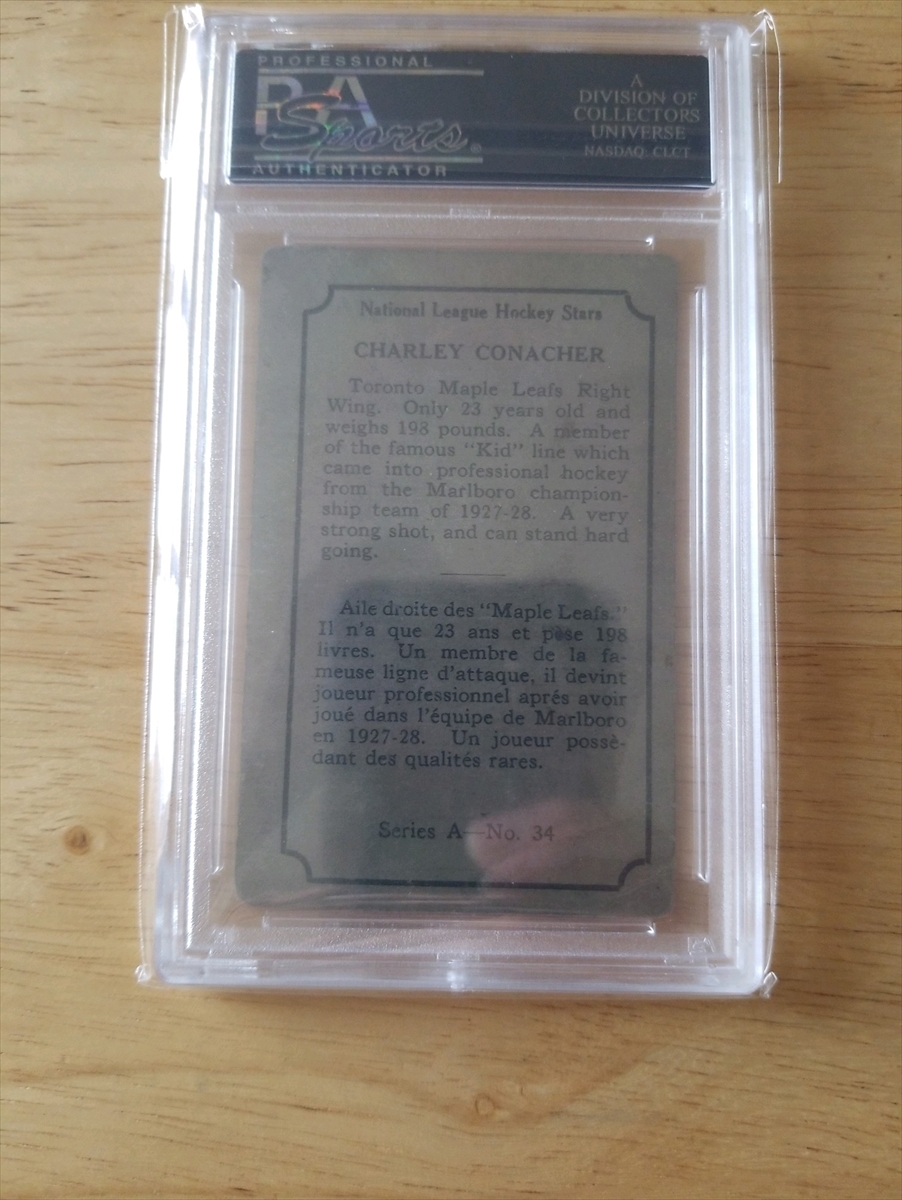 PROFESSIONAL
PSA
Sports®
AUTHENTICATOR
A
DIVISION OF
COLLECTORS
UNIVERSE
NASDAQ: CLCT
National League Hockey Stars
CHARLEY CONACHER
Toronto Maple Leafs Right
Wing. Only 23 years old and
weighs 198 pounds. A member
of the famous "Kid" line which
came into professional hockey
from the Marlboro champion-
ship team of 1927-28. A very
strong shot, and can stand hard
going.
Aile droite des "Maple Leafs."
Il n'a que 23 ans et pèse 198
livres. Un membre de la fa-
meuse ligne d'attaque, il devint
joueur professionnel aprés avoir
joué dans l'équipe de Marlboro
en 1927-28. Un joueur possè-
dant des qualités rares.
Series A—No. 34